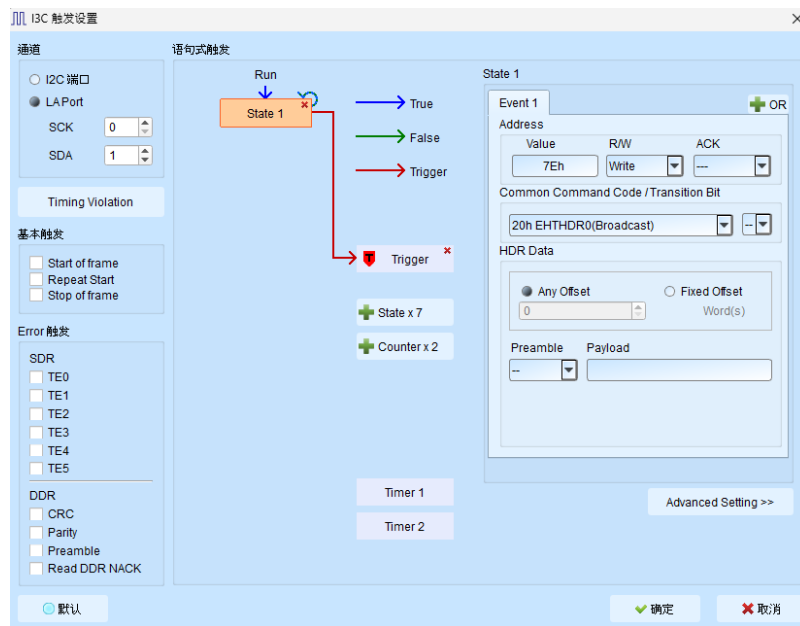 I3C 触发设置
通道
I2C 端口
LA Port
SCK 0
SDA 1
Timing Violation
基本触发
Start of frame
Repeat Start
Stop of frame
Error 触发
SDR
TE0
TE1
TE2
TE3
TE4
TE5
DDR
CRC
Parity
Preamble
Read DDR NACK
默认
语句式触发
Run
State 1
True
False
Trigger
Trigger
State x 7
Counter x 2
Timer 1
Timer 2
State 1
Event 1
OR
Address
Value R/W ACK
7Eh Write ---
Common Command Code / Transition Bit
20h EHTHDR0(Broadcast) --
HDR Data
Any Offset Fixed Offset
0 Word(s)
Preamble Payload
--
Advanced Setting >>
确定 取消